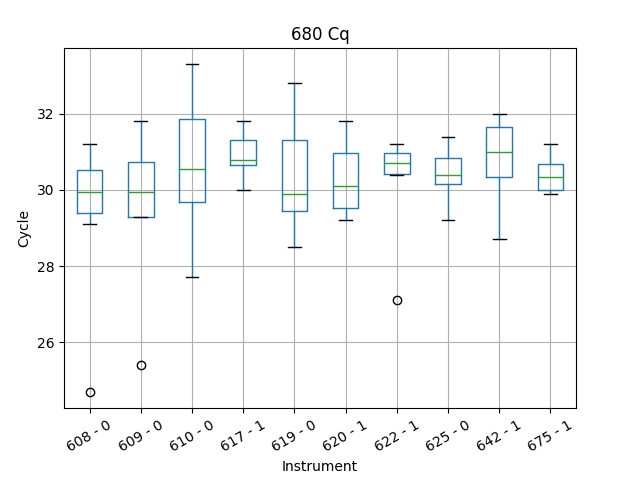 680 Cq
Cycle
32
30
28
26
608 - 0
609 - 0
610 - 0
617 - 1
619 - 0
620 - 1
622 - 1
625 - 0
642 - 1
675 - 1
Instrument